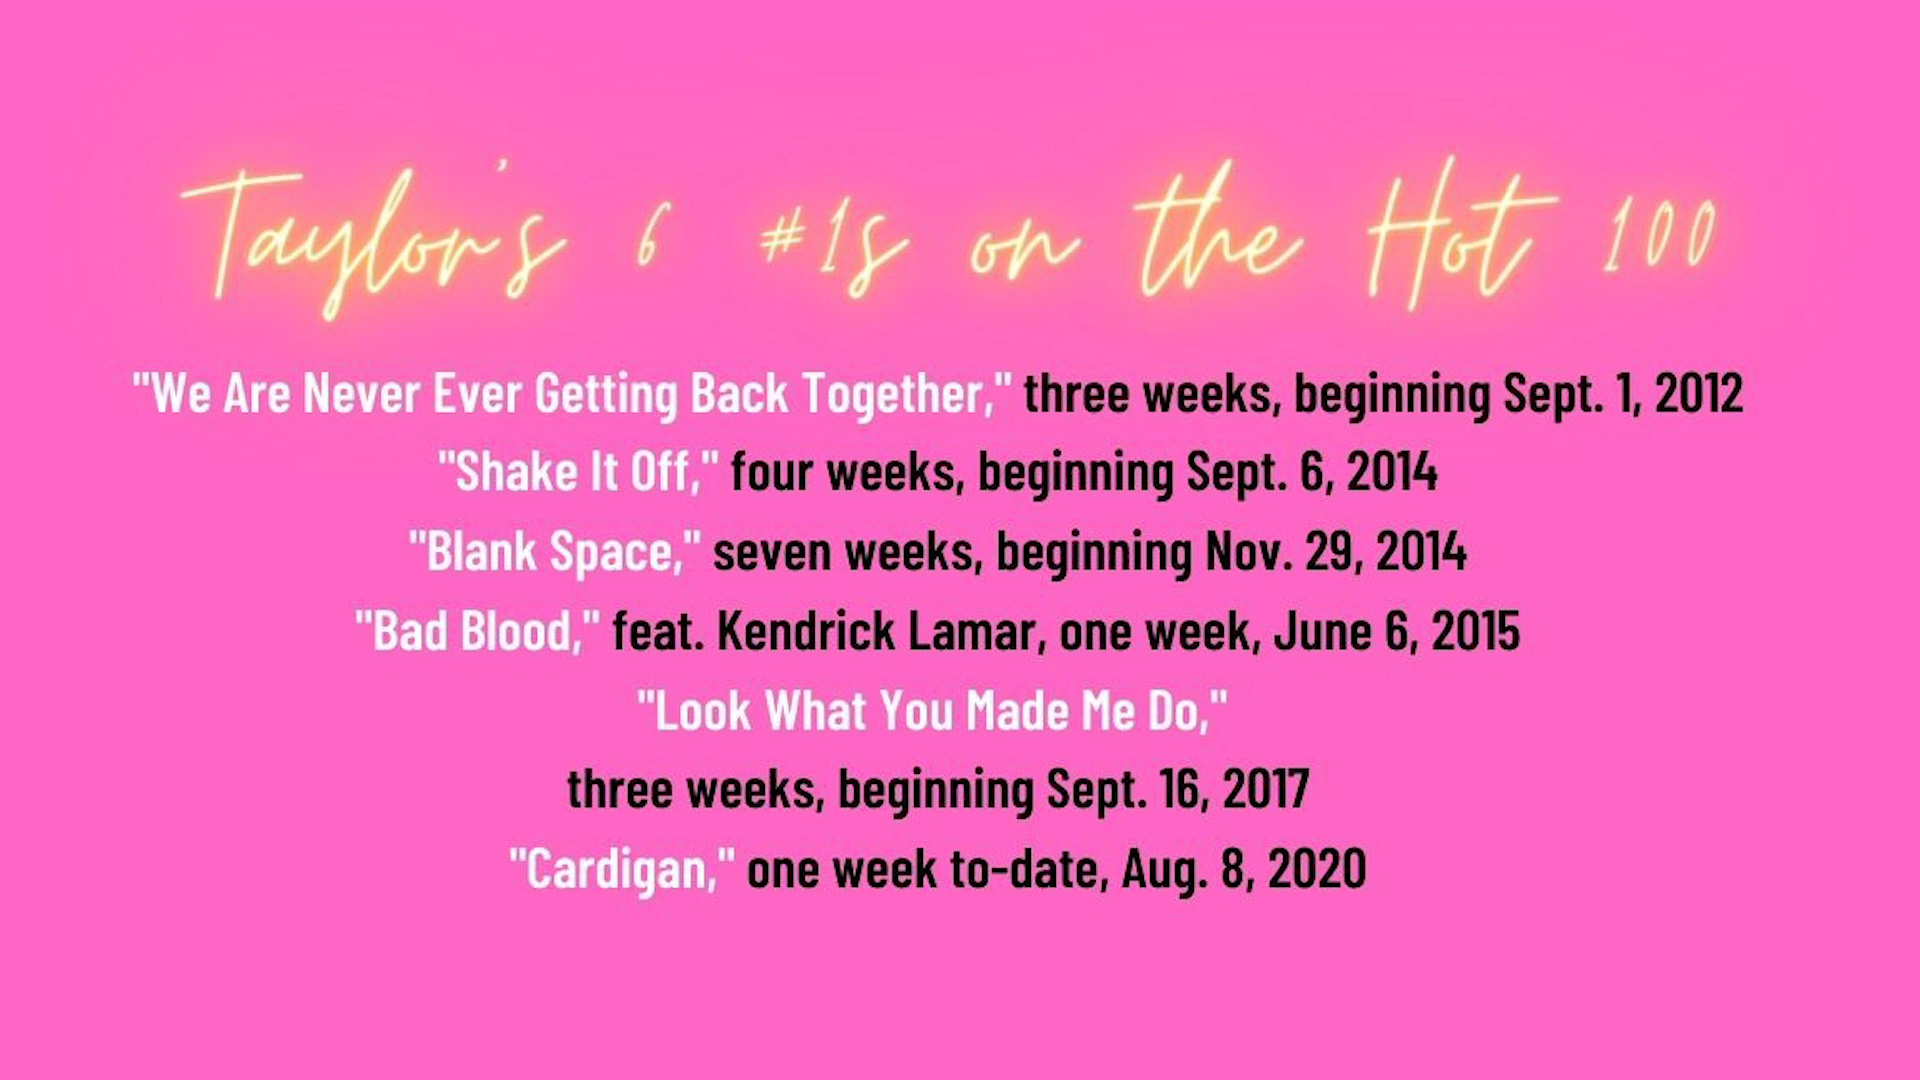 Taylor's 6 #1s on the Hot 100
"We Are Never Ever Getting Back Together," three weeks, beginning Sept. 1, 2012
"Shake It Off," four weeks, beginning Sept. 6, 2014
"Blank Space," seven weeks, beginning Nov. 29, 2014
"Bad Blood," feat. Kendrick Lamar, one week, June 6, 2015
"Look What You Made Me Do,"
three weeks, beginning Sept. 16, 2017
"Cardigan," one week to-date, Aug. 8, 2020